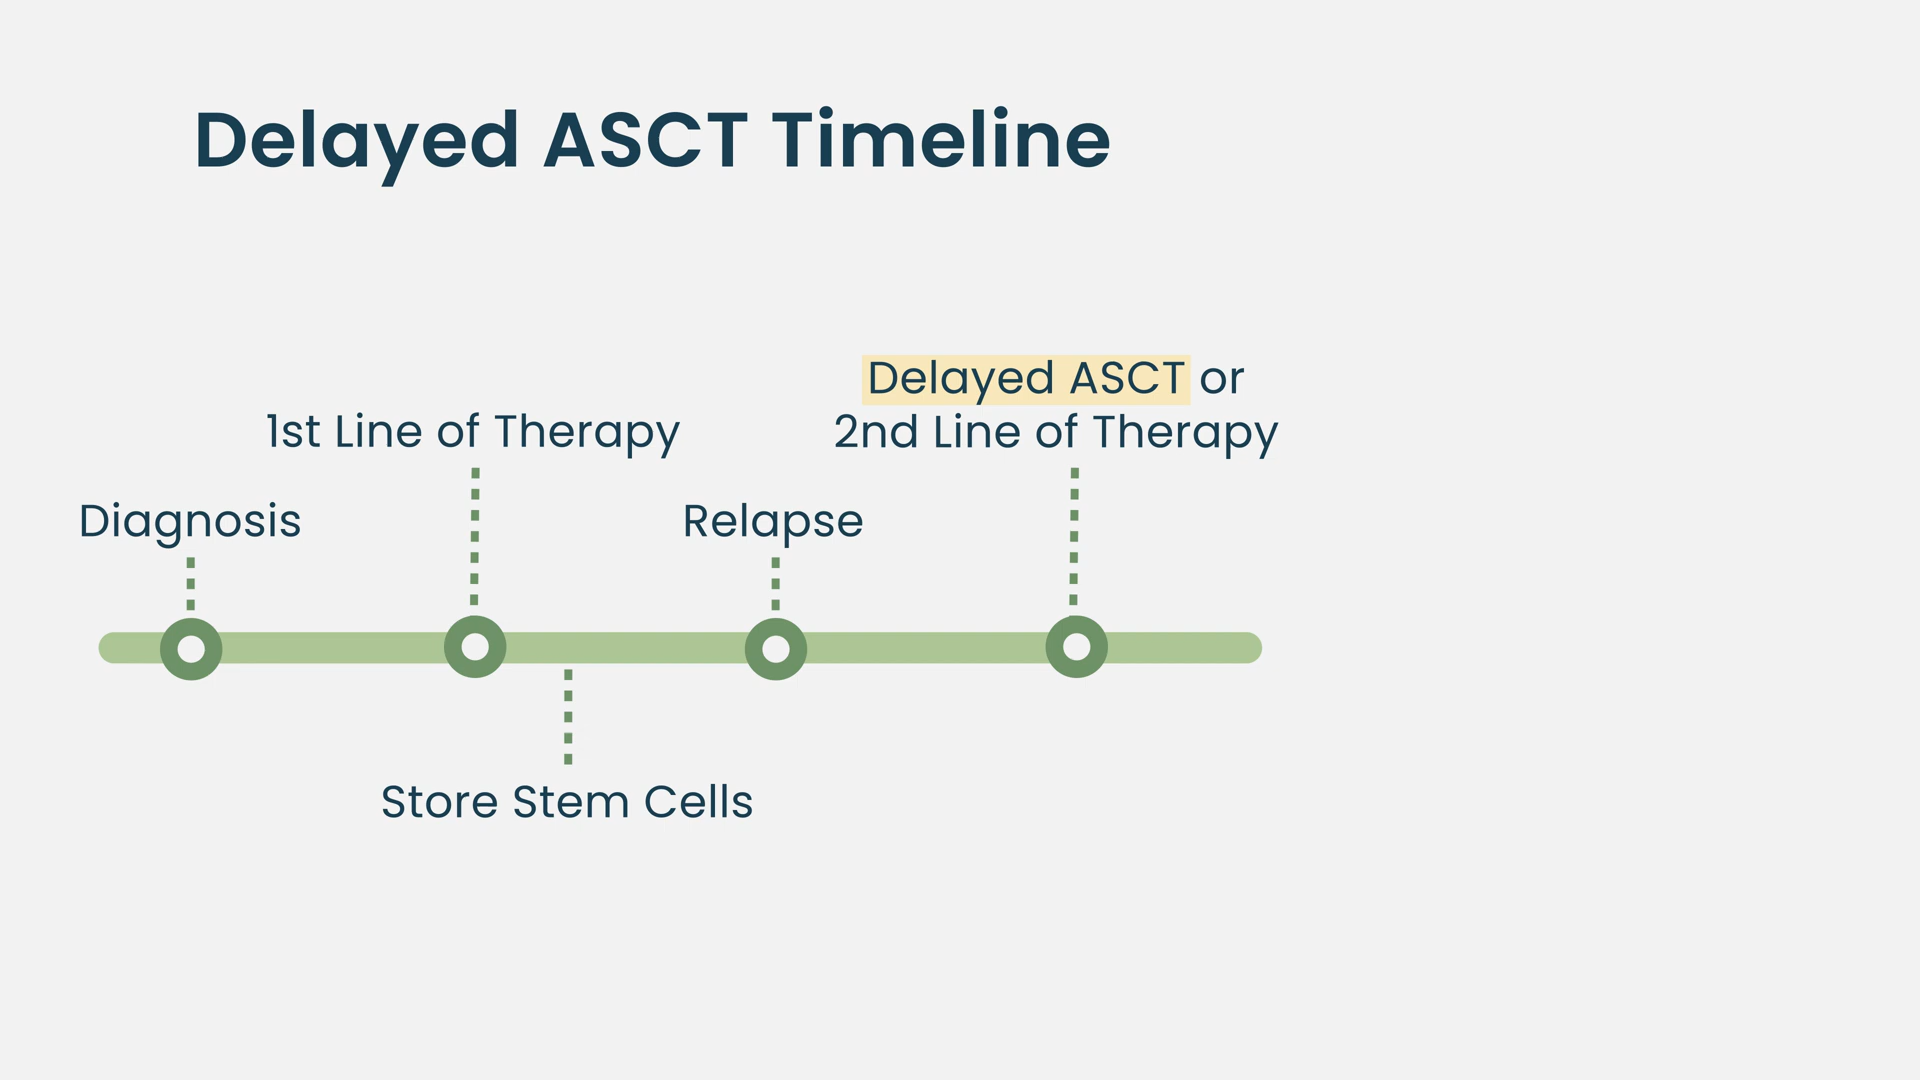 Delayed ASCT Timeline
Delayed ASCT or
2nd Line of Therapy
1st Line of Therapy
Diagnosis
Relapse
Store Stem Cells